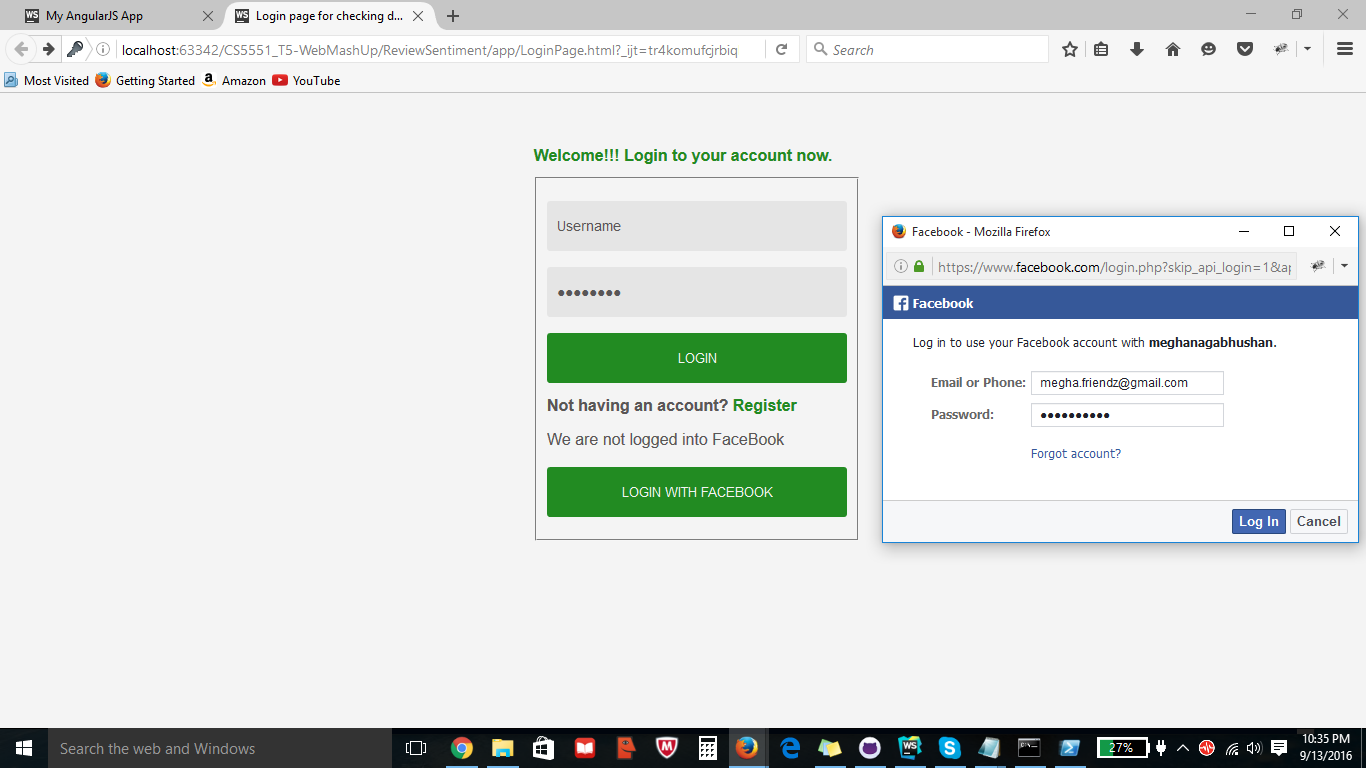 My AngularJS App
Login page for checking d...
localhost:63342/CS5551_T5-WebMashUp/ReviewSentiment/app/LoginPage.html?_ijt=tr4komufcjrbiq
Search
Most Visited Getting Started Amazon YouTube
Welcome!!! Login to your account now.
Username
LOGIN
Not having an account? Register
We are not logged into FaceBook
LOGIN WITH FACEBOOK
Facebook - Mozilla Firefox
https://www.facebook.com/login.php?skip_api_login=1&ap
Facebook
Log in to use your Facebook account with meghanagabhushan.
Email or Phone: megha.friendz@gmail.com
Password:
Forgot account?
Log In Cancel
Search the web and Windows
27%
10:35 PM
9/13/2016